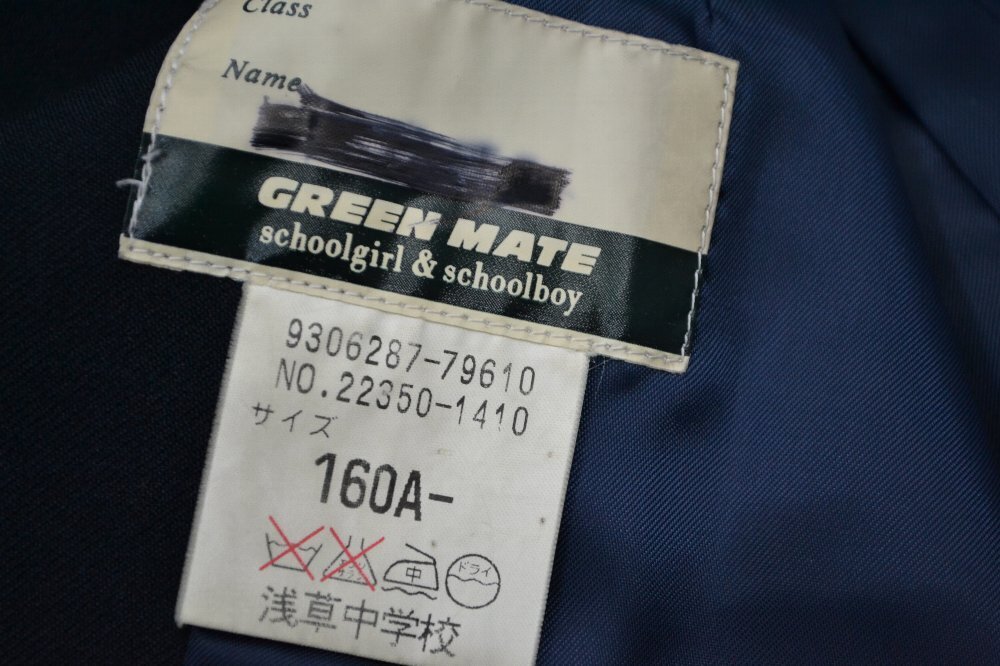 Class
Name
GREEN MATE
schoolgirl & schoolboy
9306287-79610
NO.22350-1410
サイズ
160A-
中 ドライ
浅草中学校